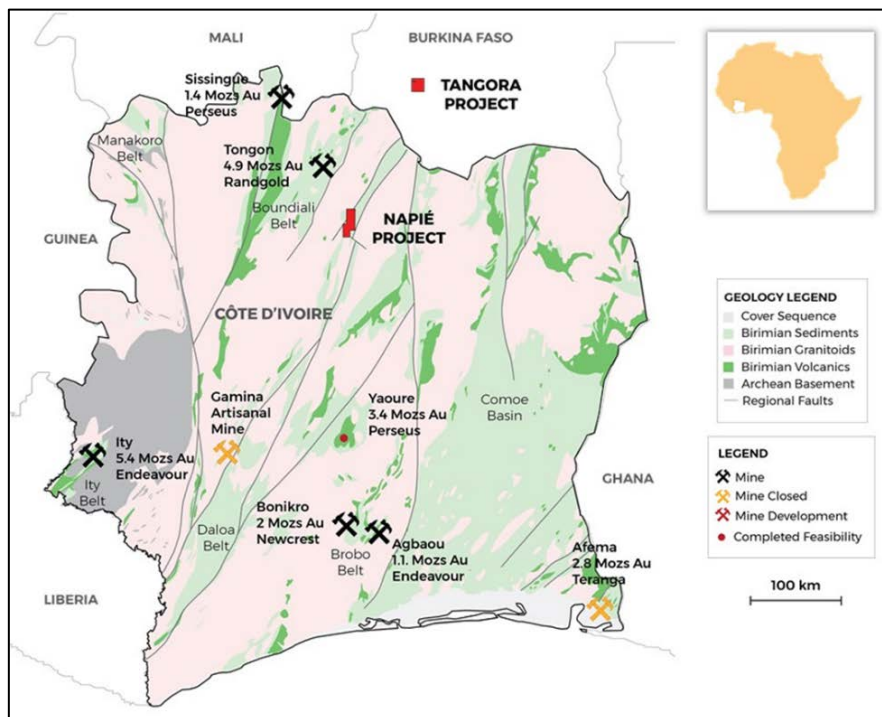 MALI
BURKINA FASO
Sissingue
1.4 Mozs Au
Perseus
TANGORA
PROJECT
Manakoro
Belt
Tongon
4.9 Mozs Au
Randgold
Boundiali
Belt
NAPIÉ
PROJECT
GUINEA
CÔTE D'IVOIRE
Gamina
Artisanal
Mine
Yaoure
3.4 Mozs Au
Perseus
Comoe
Basin
Ity
5.4 Mozs Au
Endeavour
Ity
Belt
GHANA
Bonikro
2 Mozs Au
Newcrest
Daloa
Belt
Brobo
Belt
Agbaou
1.1. Mozs Au
Endeavour
Afema
2.8 Mozs Au
Teranga
LIBERIA
GEOLOGY LEGEND
Cover Sequence
Birimian Sediments
Birimian Granitoids
Birimian Volcanics
Archean Basement
Regional Faults
LEGEND
Mine
Mine Closed
Mine Development
Completed Feasibility
100 km